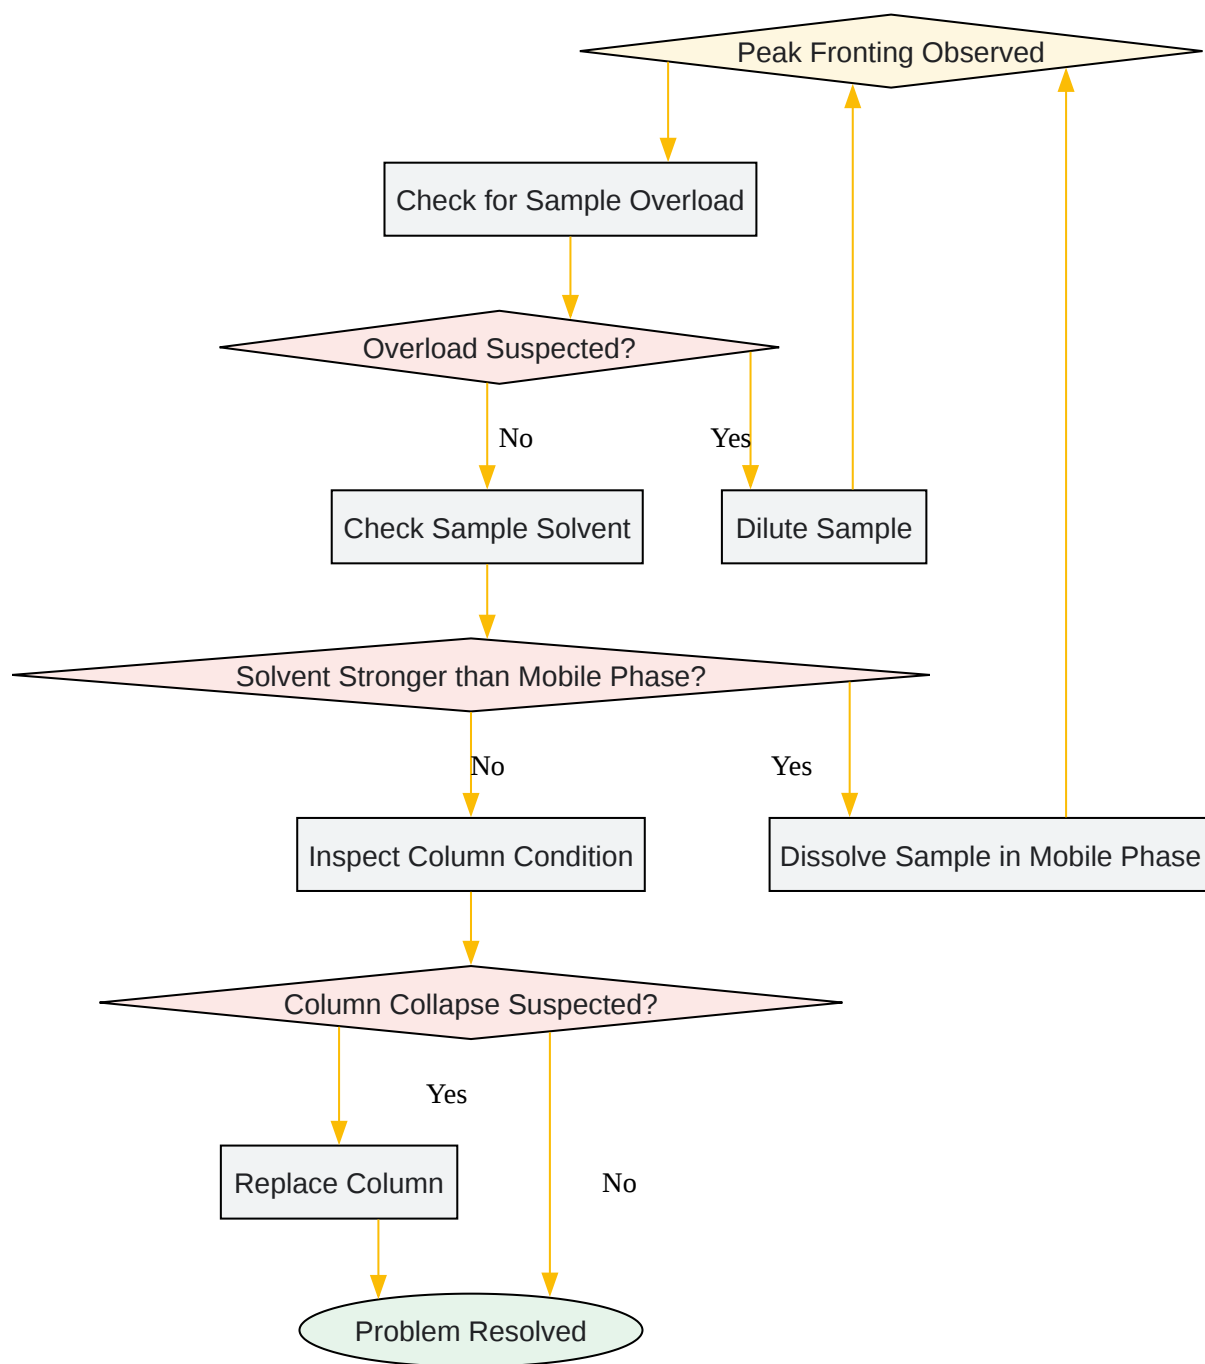 Peak Fronting Observed
Check for Sample Overload
Overload Suspected?
No
Yes
Check Sample Solvent
Dilute Sample
Solvent Stronger than Mobile Phase?
No
Yes
Inspect Column Condition
Dissolve Sample in Mobile Phase
Column Collapse Suspected?
Yes
Replace Column
No
Problem Resolved